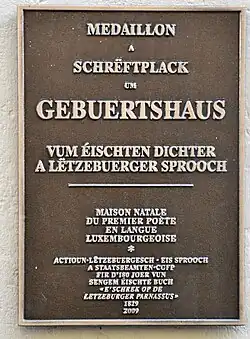 MEDAILLON
A
SCHRËFTPLACK
UM
GEBUERTSHAUS
VUM ÉISCHTEN DICHTER
A LËTZEBUERGER SPROOCH
MAISON NATALE
DU PREMIER POÈTE
EN LANGUE
LUXEMBOURGEOISE
*
ACTIOUN-LËTZEBUERGESCH - EIS SPROOCH
A STAATSBEAMTEN-CGFP
FIR D'180 JOER VUN
SENGEM ÉISCHTE BUCH
«E'SCHREK OP DE
LETZEBURGER PARNASSUS»
1829
2009